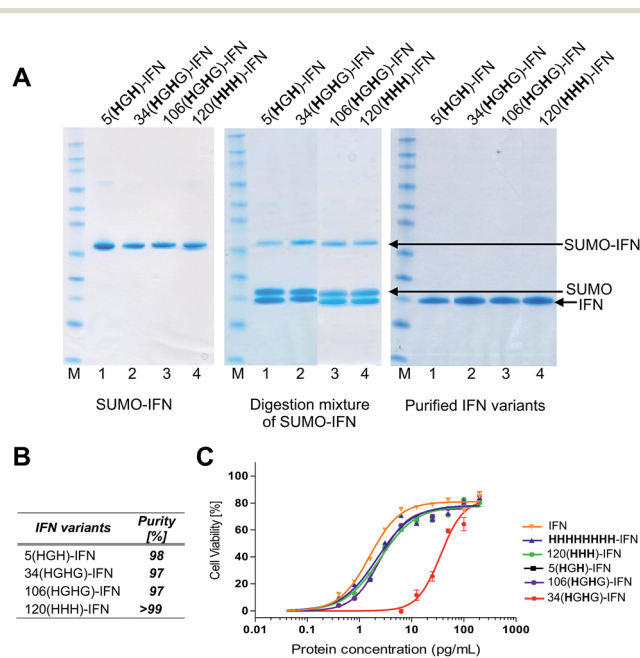 A
5(HGH)-IFN
34(HGHG)-IFN
106(HGHG)-IFN
120(HHH)-IFN
5(HGH)-IFN
34(HGHG)-IFN
106(HGHG)-IFN
120(HHH)-IFN
5(HGH)-IFN
34(HGHG)-IFN
106(HGHG)-IFN
120(HHH)-IFN
SUMO-IFN
SUMO
IFN
M 1 2 3 4
M 1 2 3 4
M 1 2 3 4
SUMO-IFN
Digestion mixture
of SUMO-IFN
Purified IFN variants
B
IFN variants Purity
[%]
5(HGH)-IFN 98
34(HGHG)-IFN 97
106(HGHG)-IFN 97
120(HHH)-IFN >99
C
Cell Viability [%]
100
80
60
40
20
0
0.01 0.1 1 10 100 1000
Protein concentration (pg/mL)
IFN
HHHHHHHH-IFN
120(HHH)-IFN
5(HGH)-IFN
106(HGHG)-IFN
34(HGHG)-IFN